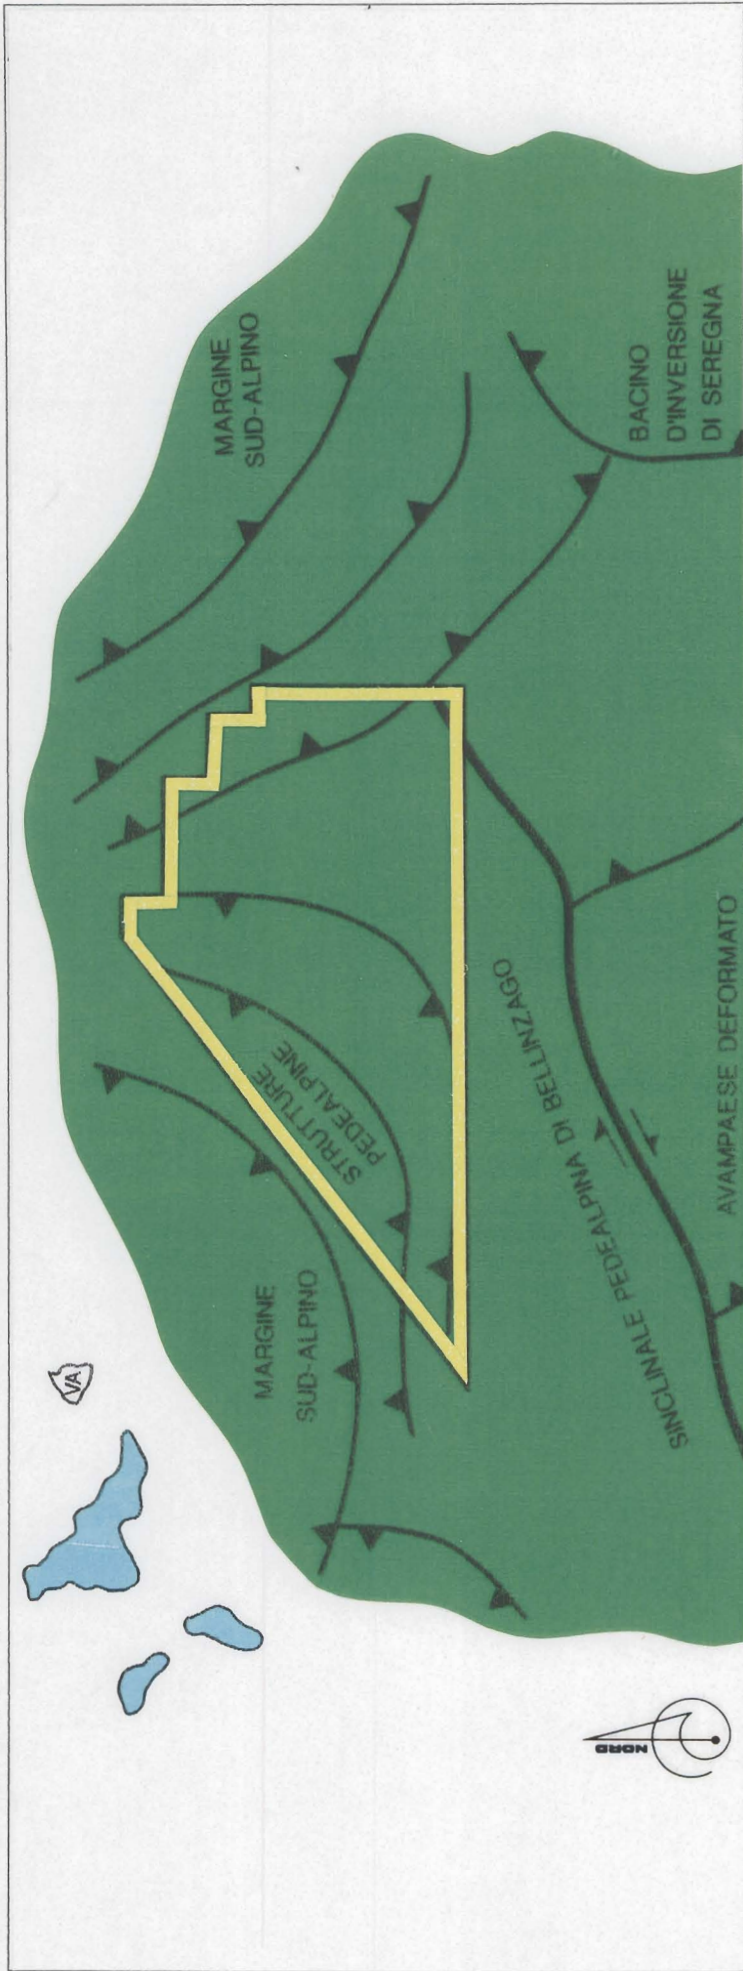 MARGINE
SUD-ALPINO
BACINO
D'INVERSIONE
DI SEREGNA
STRUTTURE
PEDEALPINE
SINCLINALE PEDEALPINA DI BELLINZAGO
AVAMPAESE DEFORMATO
MARGINE
SUD-ALPINO
VA
NORD